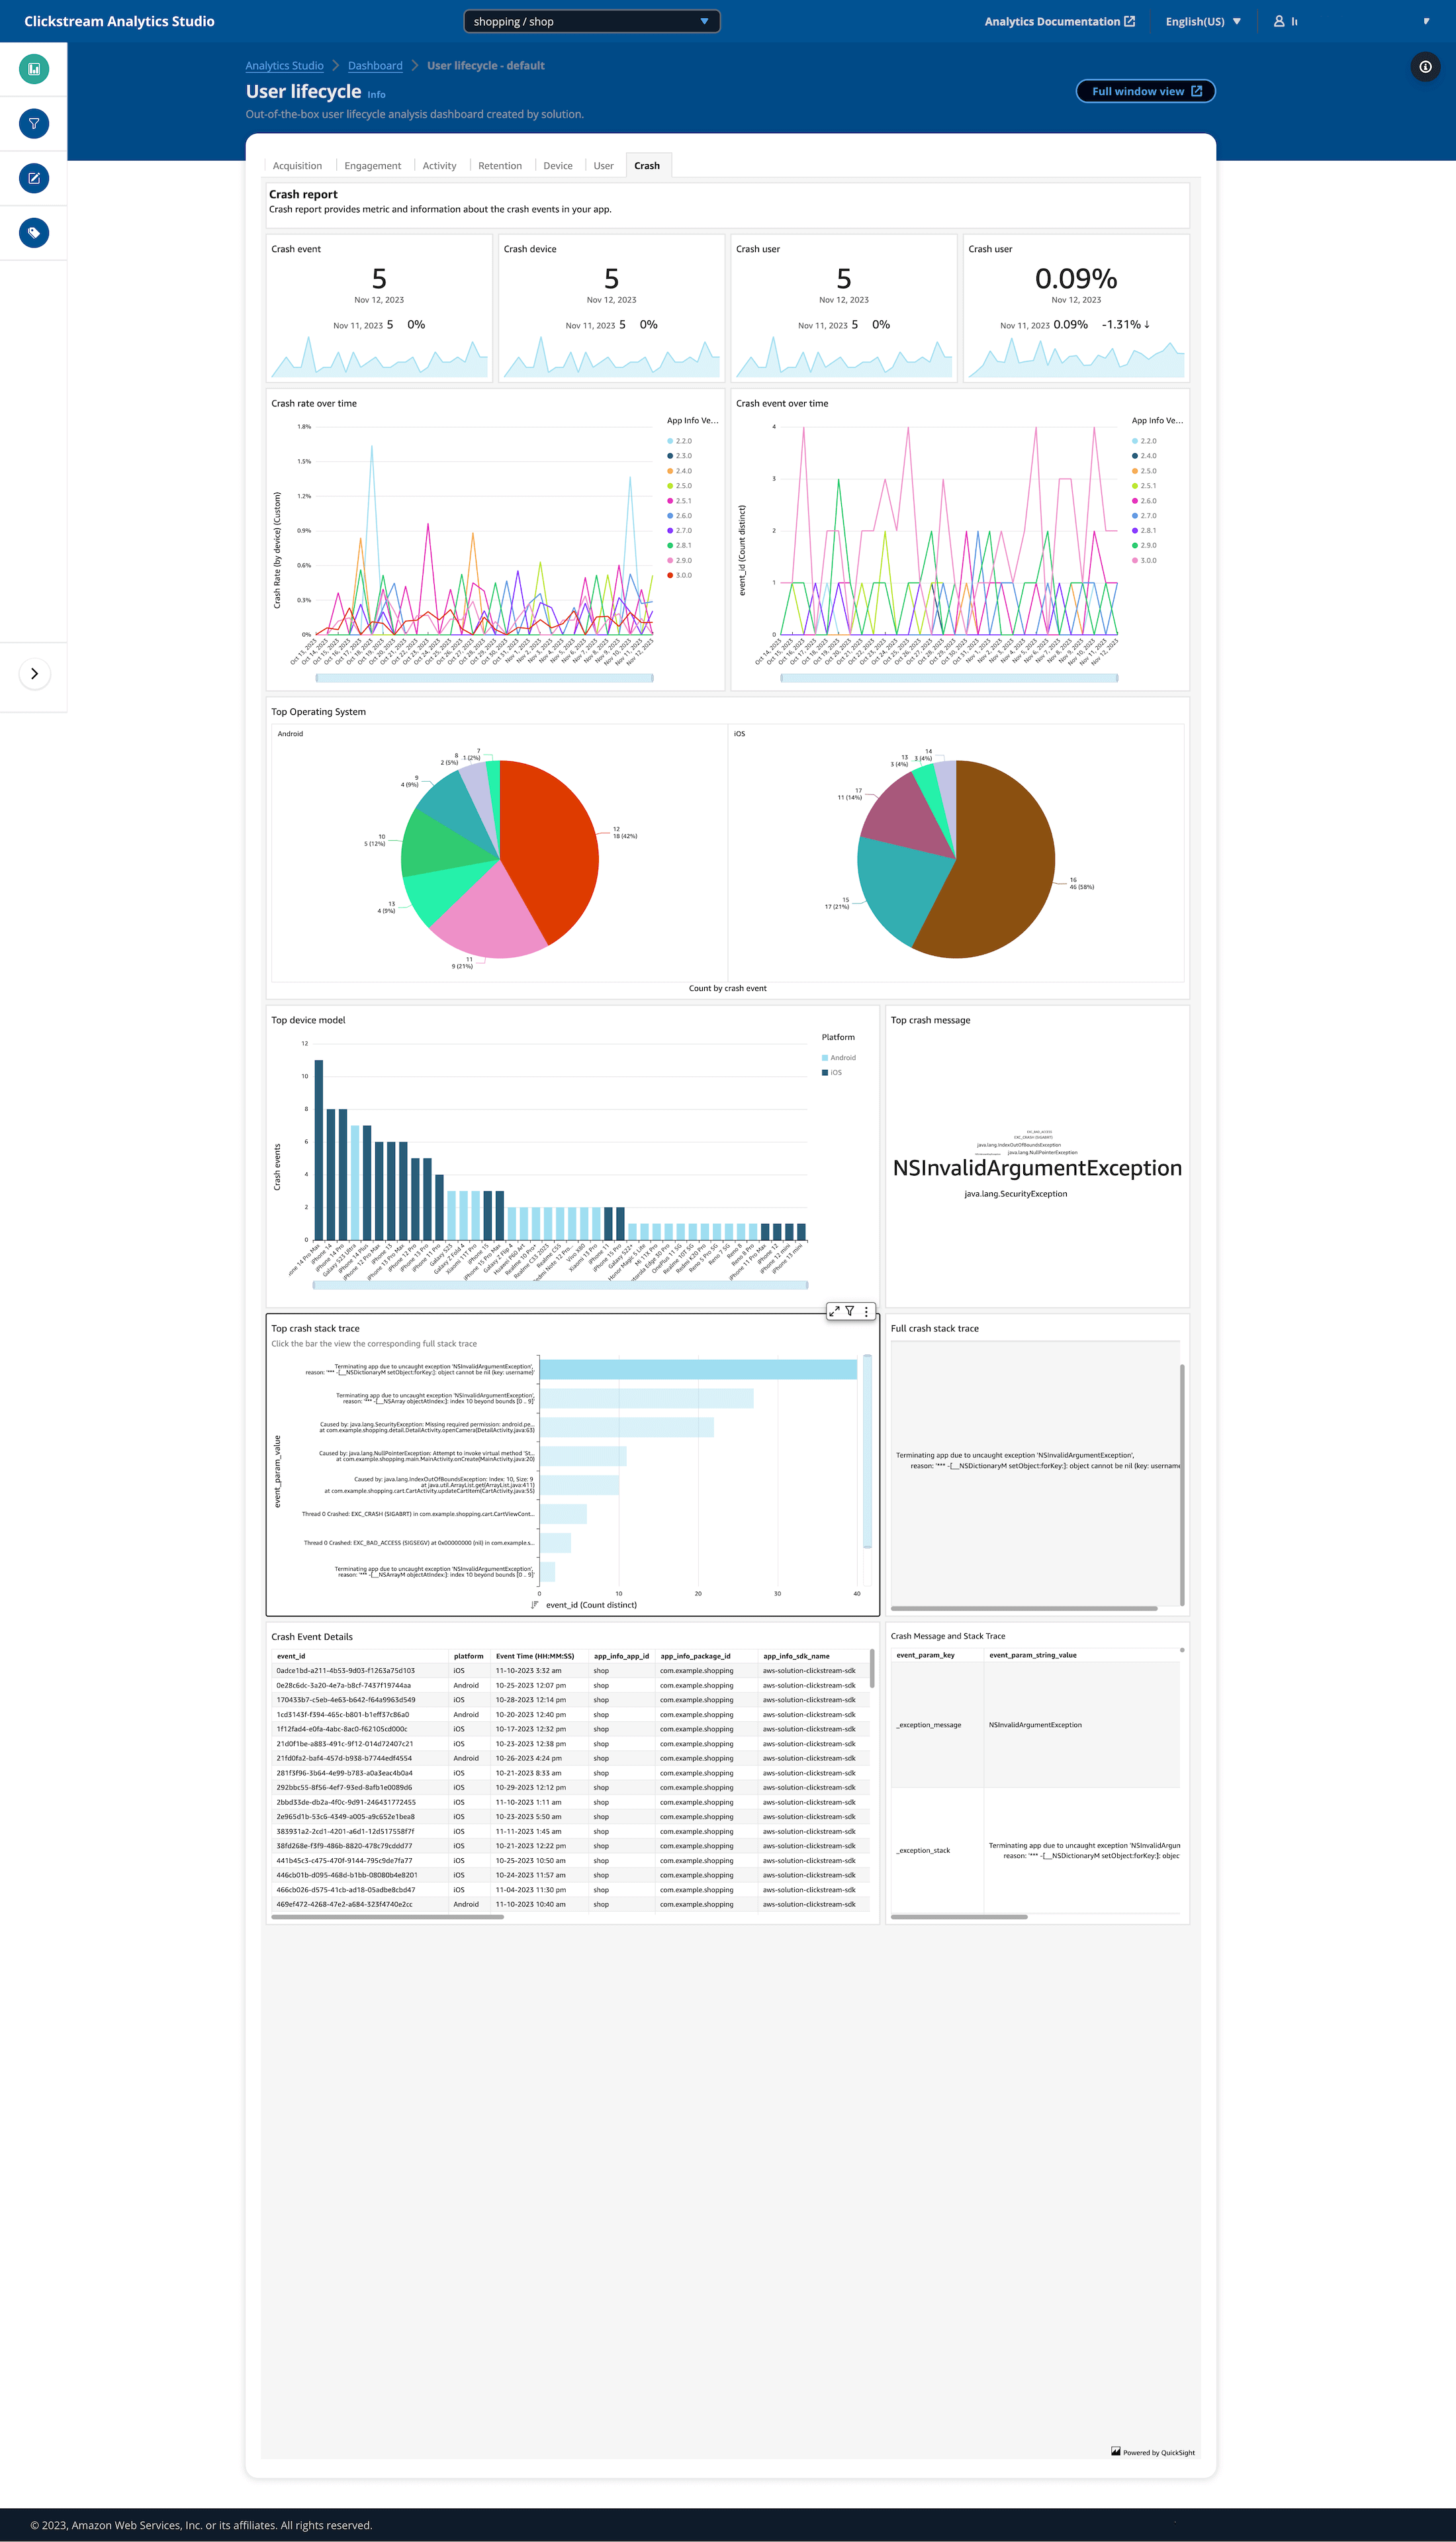 Clickstream Analytics Studio
shopping / shop
Analytics Documentation
English(US)
Analytics Studio
Dashboard
User lifecycle - default
User lifecycle Info
Full window view
Out-of-the-box user lifecycle analysis dashboard created by solution.
Acquisition
Engagement
Activity
Retention
Device
User
Crash
Crash report
Crash report provides metric and information about the crash events in your app.
Crash event
5
Nov 12, 2023
Nov 11, 2023 5 0%
Crash device
5
Nov 12, 2023
Nov 11, 2023 5 0%
Crash user
5
Nov 12, 2023
Nov 11, 2023 5 0%
Crash user
0.09%
Nov 12, 2023
Nov 11, 2023 0.09% -1.31%↓
Crash rate over time
Crash Rate (by device) (Custom)
1.8%
1.5%
1.2%
0.9%
0.6%
0.3%
0%
App Info Ve...
2.2.0
2.3.0
2.4.0
2.5.0
2.5.1
2.6.0
2.7.0
2.8.1
2.9.0
3.0.0
Crash event over time
event_id (Count distinct)
4
3
2
1
0
App Info Ve...
2.2.0
2.4.0
2.5.0
2.5.1
2.6.0
2.7.0
2.8.1
2.9.0
3.0.0
Top Operating System
Android
7
1 (2%)
8
2 (5%)
9
4 (9%)
10
5 (12%)
13
4 (9%)
11
9 (21%)
12
18 (42%)
iOS
14
3 (4%)
13
3 (4%)
17
11 (14%)
15
17 (21%)
16
46 (58%)
Count by crash event
Top device model
Crash events
12
10
8
6
4
2
0
Platform
Android
iOS
Top crash message
EXC_CRASH (SIGABRT)
java.lang.IndexOutOfBoundsException
java.lang.NullPointerException
NSInvalidArgumentException
java.lang.SecurityException
Top crash stack trace
Click the bar the view the corresponding full stack trace
event_param_value
Terminating app due to uncaught exception 'NSInvalidArgumentException',
reason: '*** -[__NSDictionaryM setObject:forKey:]: object cannot be nil (key: username)'
Terminating app due to uncaught exception 'NSInvalidArgumentException',
reason: '*** -[__NSArray objectAtIndex:]: index 10 beyond bounds [0 .. 9]'
Caused by: java.lang.SecurityException: Missing required permission: android.pe...
at com.example.shopping.detail.DetailActivity.openCamera(DetailActivity.java:63)
Caused by: java.lang.NullPointerException: Attempt to invoke virtual method 'St...
at com.example.shopping.main.MainActivity.onCreate(MainActivity.java:20)
Caused by: java.lang.IndexOutOfBoundsException: Index: 10, Size: 9
at java.util.ArrayList.get(ArrayList.java:411)
at com.example.shopping.cart.CartActivity.updateCartItem(CartActivity.java:55)
Thread 0 Crashed: EXC_CRASH (SIGABRT) in com.example.shopping.cart.CartViewCont...
Thread 0 Crashed: EXC_BAD_ACCESS (SIGSEGV) at 0x00000000 (nil) in com.example.s...
Terminating app due to uncaught exception 'NSInvalidArgumentException',
reason: '*** -[__NSArrayM objectAtIndex:]: index 10 beyond bounds [0 .. 9]'
0
10
20
30
40
event_id (Count distinct)
Full crash stack trace
Terminating app due to uncaught exception 'NSInvalidArgumentException',
reason: '*** -[__NSDictionaryM setObject:forKey:]: object cannot be nil (key: username
Crash Event Details
event_id platform Event Time (HH:MM:SS) app_info_app_id app_info_package_id app_info_sdk_name
0adce1bd-a211-4b53-9d03-f1263a75d103 iOS 11-10-2023 3:32 am shop com.example.shopping aws-solution-clickstream-sdk
0e28c6dc-3a20-4e7a-b8cf-7437f19744aa Android 10-25-2023 12:07 pm shop com.example.shopping aws-solution-clickstream-sdk
170433b7-c5eb-4e63-b642-f64a9963d549 iOS 10-28-2023 12:14 pm shop com.example.shopping aws-solution-clickstream-sdk
1cd3143f-f394-465c-b801-b1eff37c86a0 Android 10-20-2023 12:40 pm shop com.example.shopping aws-solution-clickstream-sdk
1f12fad4-e0fa-4abc-8ac0-f62105cd000c iOS 10-17-2023 12:32 pm shop com.example.shopping aws-solution-clickstream-sdk
21d0f1be-a883-491c-9f12-014d72407c21 iOS 10-23-2023 12:38 pm shop com.example.shopping aws-solution-clickstream-sdk
21fd0fa2-baf4-457d-b938-b7744edf4554 Android 10-26-2023 4:24 pm shop com.example.shopping aws-solution-clickstream-sdk
281f3f96-3b64-4e99-b783-a0a3eac4b0a4 iOS 10-21-2023 8:33 am shop com.example.shopping aws-solution-clickstream-sdk
292bbc55-8f56-4ef7-93ed-8afb1e0089d6 iOS 10-29-2023 12:12 pm shop com.example.shopping aws-solution-clickstream-sdk
2bbd33de-db2a-4f0c-9d91-246431772455 iOS 11-10-2023 1:11 am shop com.example.shopping aws-solution-clickstream-sdk
2e965d1b-53c6-4349-a005-a9c652e1bea8 iOS 10-23-2023 5:50 am shop com.example.shopping aws-solution-clickstream-sdk
383931a2-2cd1-4201-a6d1-12d517558f7f iOS 11-11-2023 1:45 am shop com.example.shopping aws-solution-clickstream-sdk
38fd268e-f3f9-486b-8820-478c79cddd77 iOS 10-21-2023 12:22 pm shop com.example.shopping aws-solution-clickstream-sdk
441b45c3-c475-470f-9144-795c9de7fa77 iOS 10-25-2023 10:50 am shop com.example.shopping aws-solution-clickstream-sdk
446cb01b-d095-468d-b1bb-08080b4e8201 iOS 10-24-2023 11:57 am shop com.example.shopping aws-solution-clickstream-sdk
466cb026-d575-41cb-ad18-05adbe8cbd47 iOS 11-04-2023 11:30 pm shop com.example.shopping aws-solution-clickstream-sdk
469ef472-4268-47e2-a684-323f4740e2cc Android 11-10-2023 10:40 am shop com.example.shopping aws-solution-clickstream-sdk
Crash Message and Stack Trace
event_param_key event_param_string_value
_exception_message NSInvalidArgumentException
_exception_stack
Terminating app due to uncaught exception 'NSInvalidArgun
reason: '*** -[__NSDictionaryM setObject:forKey:]: objec
Powered by QuickSight
© 2023, Amazon Web Services, Inc. or its affiliates. All rights reserved.